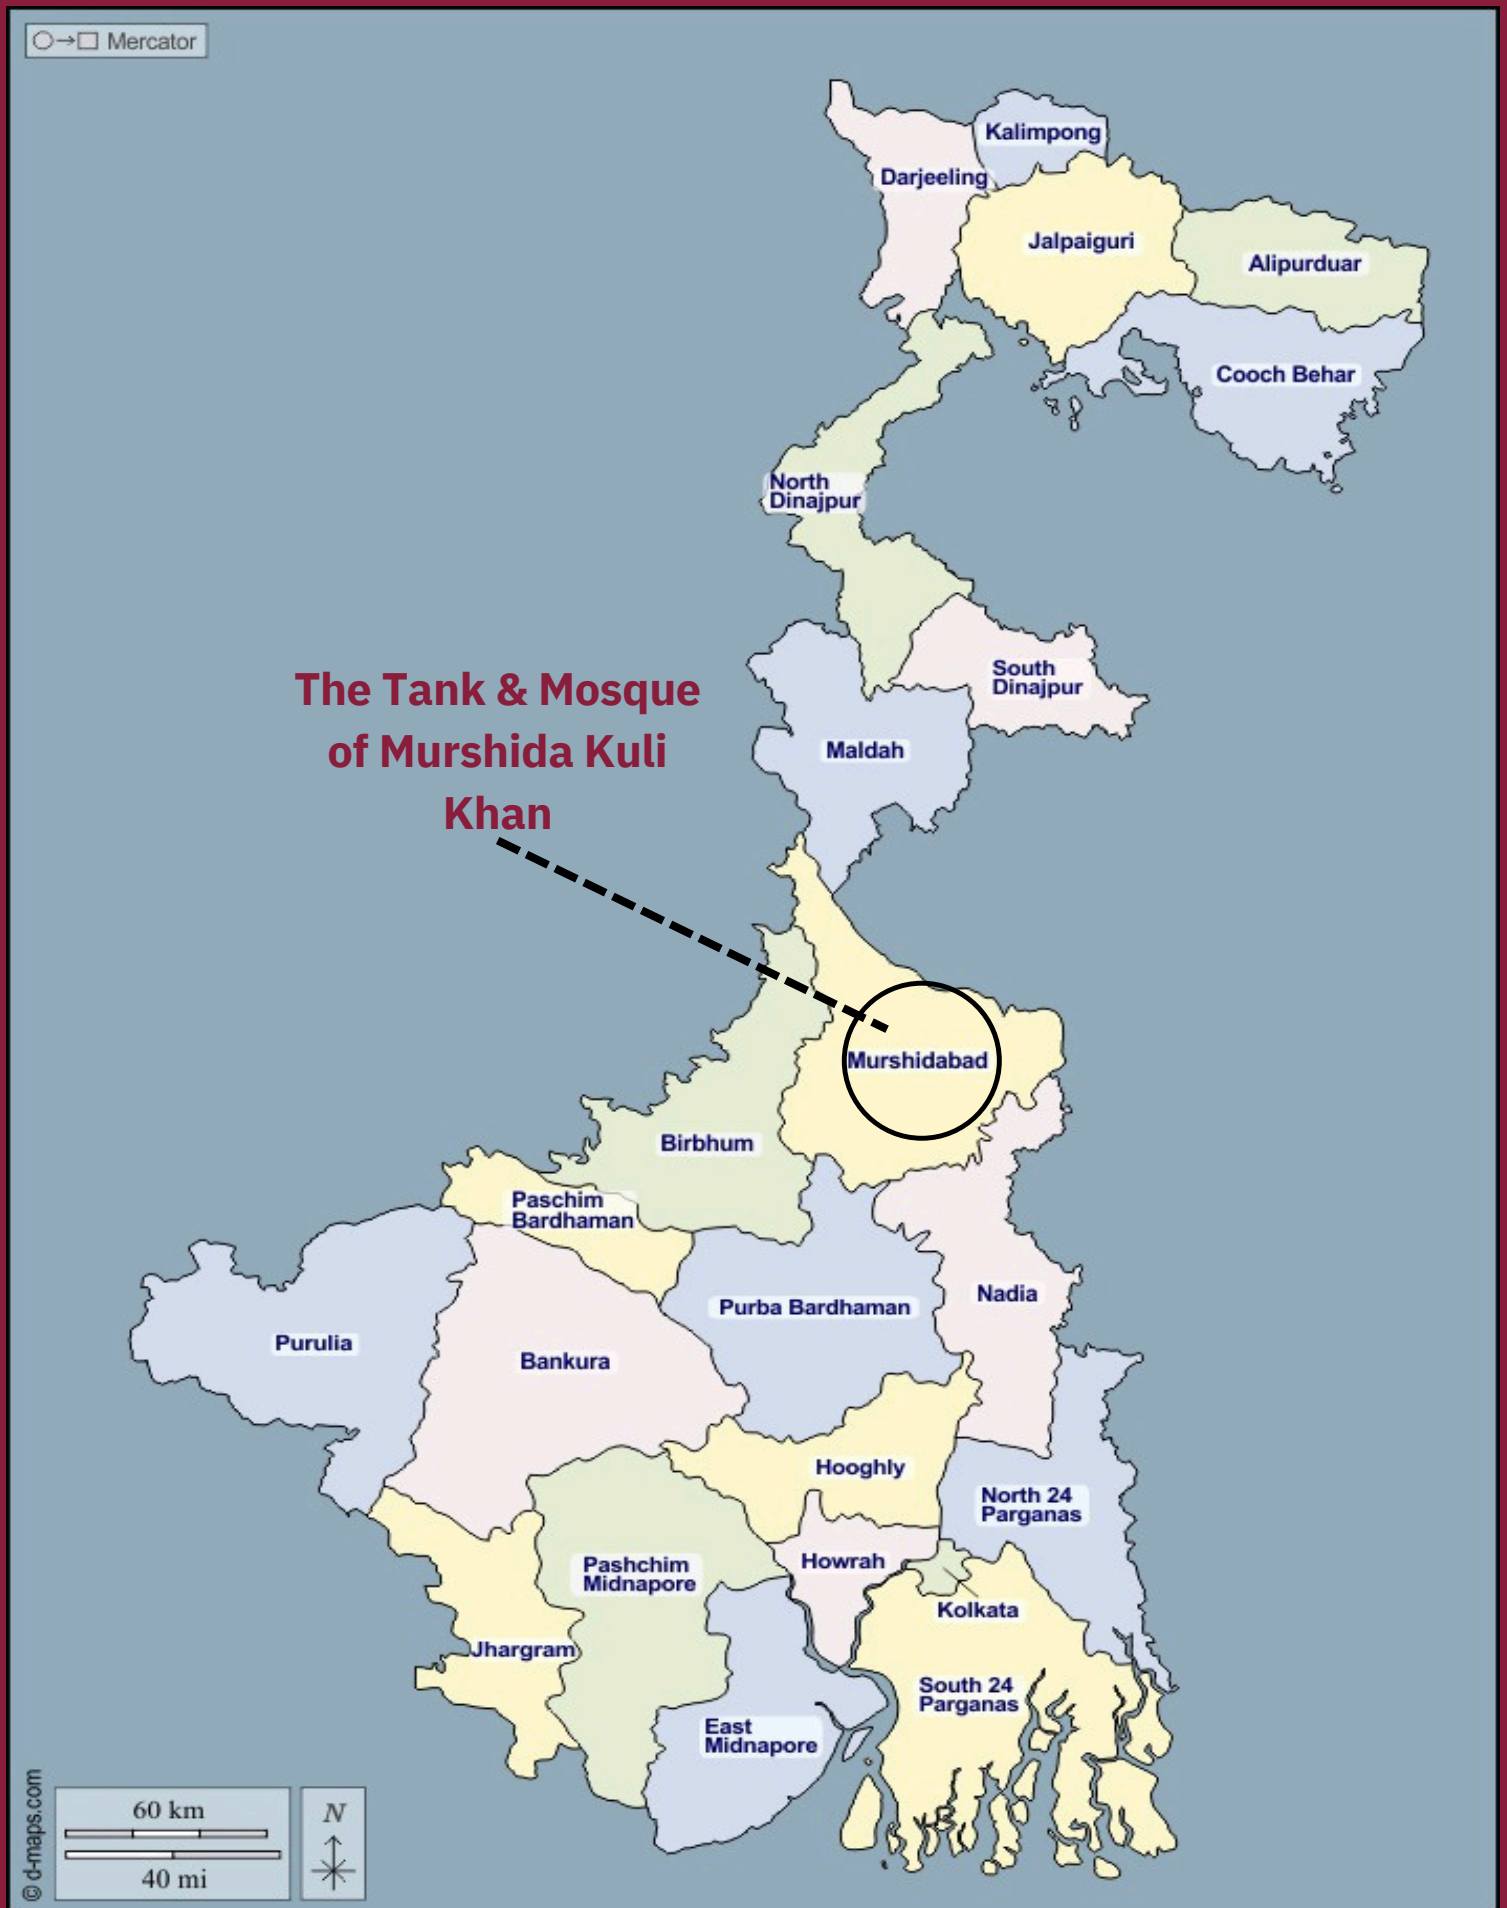 Mercator
Kalimpong
Darjeeling
Jalpaiguri
Alipurduar
Cooch Behar
North
Dinajpur
South
Dinajpur
The Tank & Mosque
of Murshida Kuli
Khan
Maldah
Murshidabad
Birbhum
Paschim
Bardhaman
Nadia
Purba Bardhaman
Purulia
Bankura
Hooghly
North 24
Parganas
Howrah
Pashchim
Midnapore
Kolkata
Jhargram
South 24
Parganas
East
Midnapore
60 km
40 mi
N
© d-maps.com